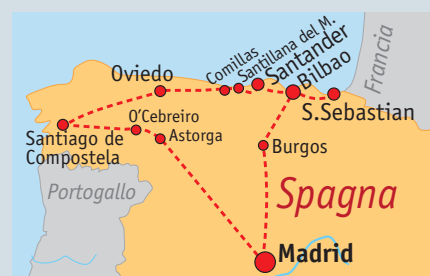 Francia
Comillas
Santillana del M.
Santander
Bilbao
Oviedo
S.Sebastian
O'Cebreiro
Astorga
Santiago de
Compostela
Burgos
Portogallo
Spagna
Madrid